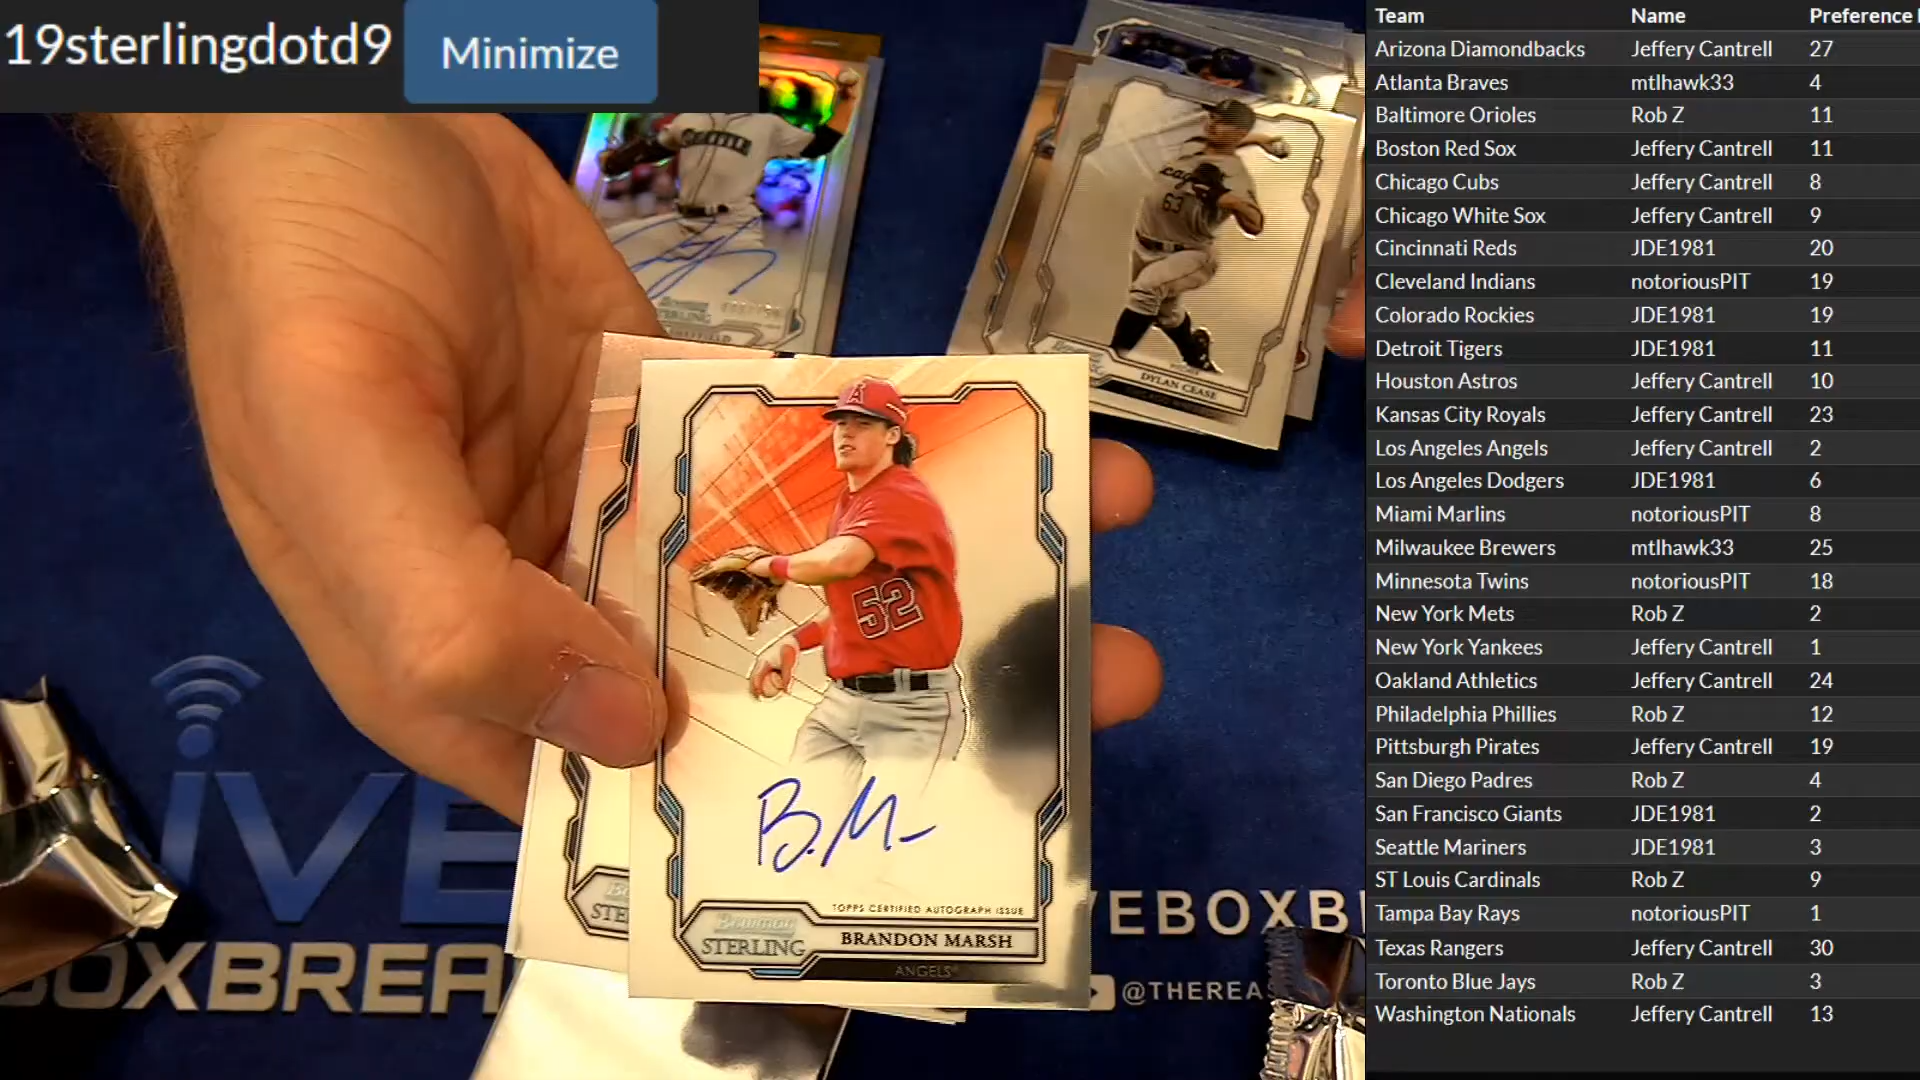 19sterlingdotd9 Minimize
Team Name Preference
Arizona Diamondbacks Jeffery Cantrell 27
Atlanta Braves mtlhawk33 4
Baltimore Orioles Rob Z 11
Boston Red Sox Jeffery Cantrell 11
Chicago Cubs Jeffery Cantrell 8
Chicago White Sox Jeffery Cantrell 9
Cincinnati Reds JDE1981 20
Cleveland Indians notoriousPIT 19
Colorado Rockies JDE1981 19
Detroit Tigers JDE1981 11
Houston Astros Jeffery Cantrell 10
Kansas City Royals Jeffery Cantrell 23
Los Angeles Angels Jeffery Cantrell 2
Los Angeles Dodgers JDE1981 6
Miami Marlins notoriousPIT 8
Milwaukee Brewers mtlhawk33 25
Minnesota Twins notoriousPIT 18
New York Mets Rob Z 2
New York Yankees Jeffery Cantrell 1
Oakland Athletics Jeffery Cantrell 24
Philadelphia Phillies Rob Z 12
Pittsburgh Pirates Jeffery Cantrell 19
San Diego Padres Rob Z 4
San Francisco Giants JDE1981 2
Seattle Mariners JDE1981 3
ST Louis Cardinals Rob Z 9
Tampa Bay Rays notoriousPIT 1
Texas Rangers Jeffery Cantrell 30
Toronto Blue Jays Rob Z 3
Washington Nationals Jeffery Cantrell 13
63
DYLAN CEASE
A
52
B.M
TOPPS CERTIFIED AUTOGRAPH ISSUE
Bowman
STERLING
BRANDON MARSH
ANGELS
STE
iVE
OXBREA
VEBOXB
@THEREA